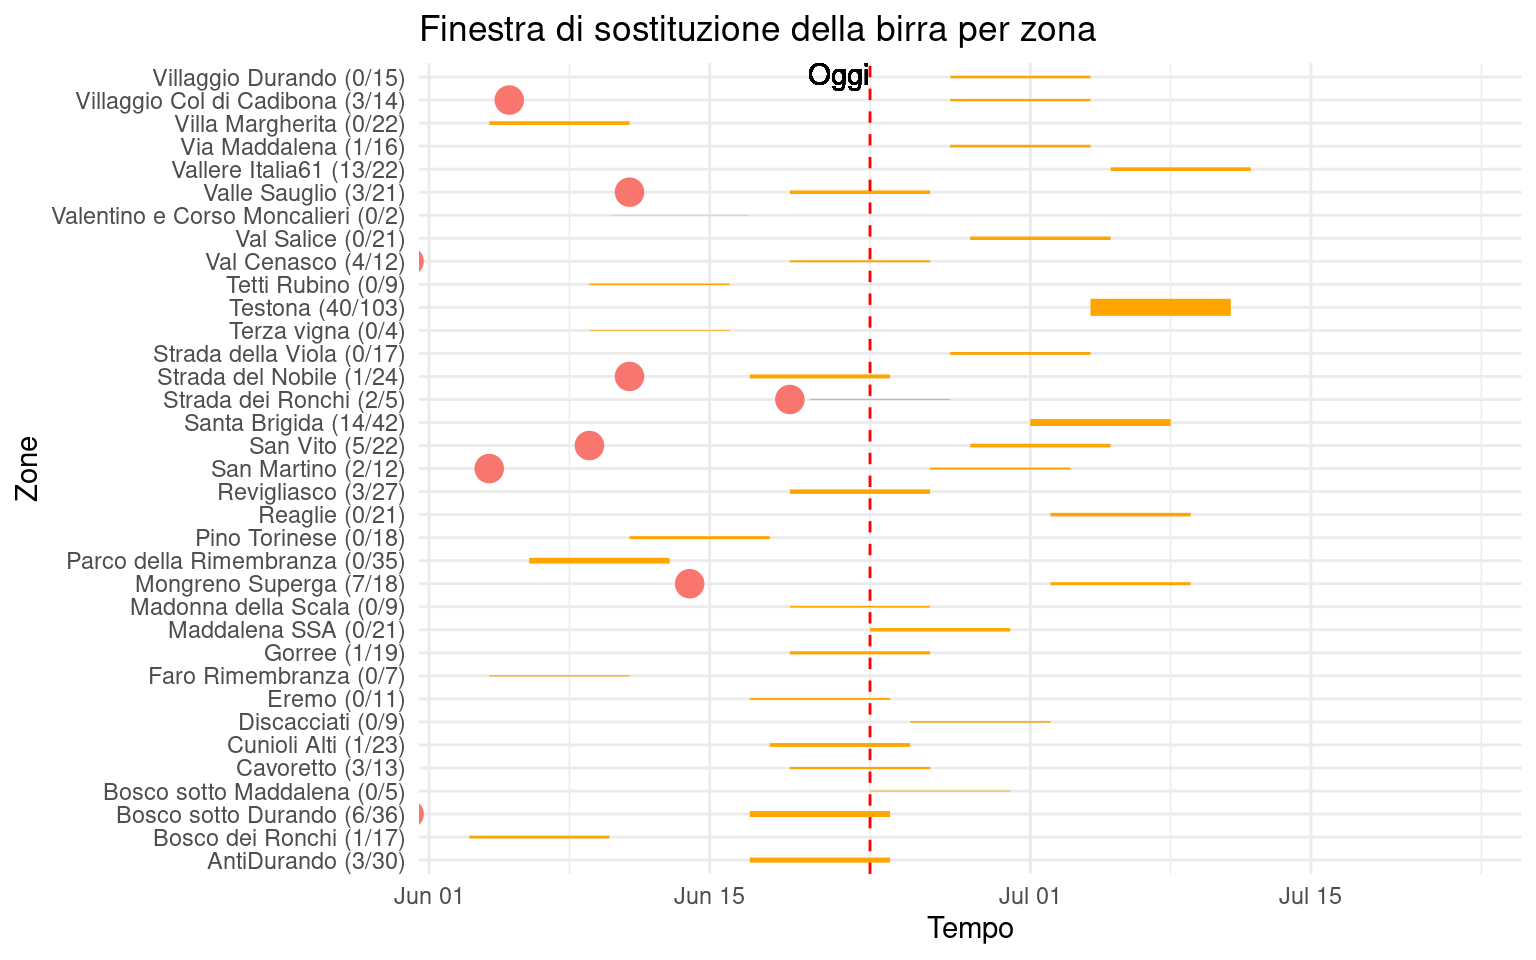 Finestra di sostituzione della birra per zona
Oggi
Villaggio Durando (0/15)
Villaggio Col di Cadibona (3/14)
Villa Margherita (0/22)
Via Maddalena (1/16)
Vallere Italia61 (13/22)
Valle Sauglio (3/21)
Valentino e Corso Moncalieri (0/2)
Val Salice (0/21)
Val Cenasco (4/12)
Tetti Rubino (0/9)
Testona (40/103)
Terza vigna (0/4)
Strada della Viola (0/17)
Strada del Nobile (1/24)
Strada dei Ronchi (2/5)
Santa Brigida (14/42)
San Vito (5/22)
San Martino (2/12)
Revigliasco (3/27)
Reaglie (0/21)
Pino Torinese (0/18)
Parco della Rimembranza (0/35)
Mongreno Superga (7/18)
Madonna della Scala (0/9)
Maddalena SSA (0/21)
Gorree (1/19)
Faro Rimembranza (0/7)
Eremo (0/11)
Discacciati (0/9)
Cunioli Alti (1/23)
Cavoretto (3/13)
Bosco sotto Maddalena (0/5)
Bosco sotto Durando (6/36)
Bosco dei Ronchi (1/17)
AntiDurando (3/30)
Zone
Jun 01 Jun 15 Jul 01 Jul 15
Tempo